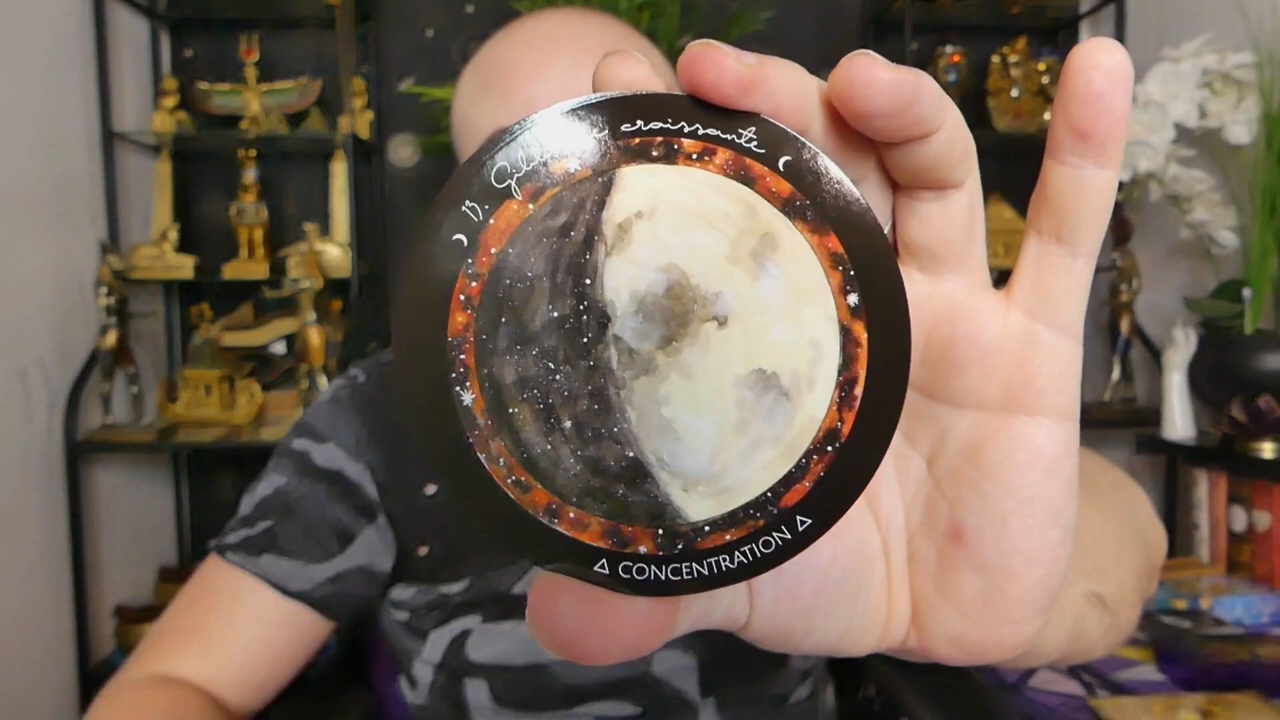 13. croissante
△ CONCENTRATION △